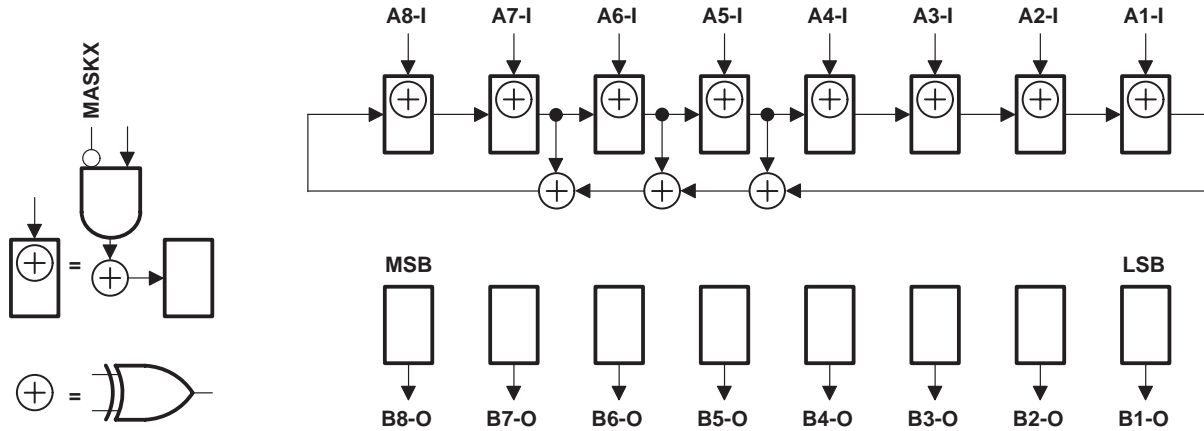 A8-I A7-I A6-I A5-I A4-I A3-I A2-I A1-I
MASKX
=
MSB LSB
=
B8-O B7-O B6-O B5-O B4-O B3-O B2-O B1-O